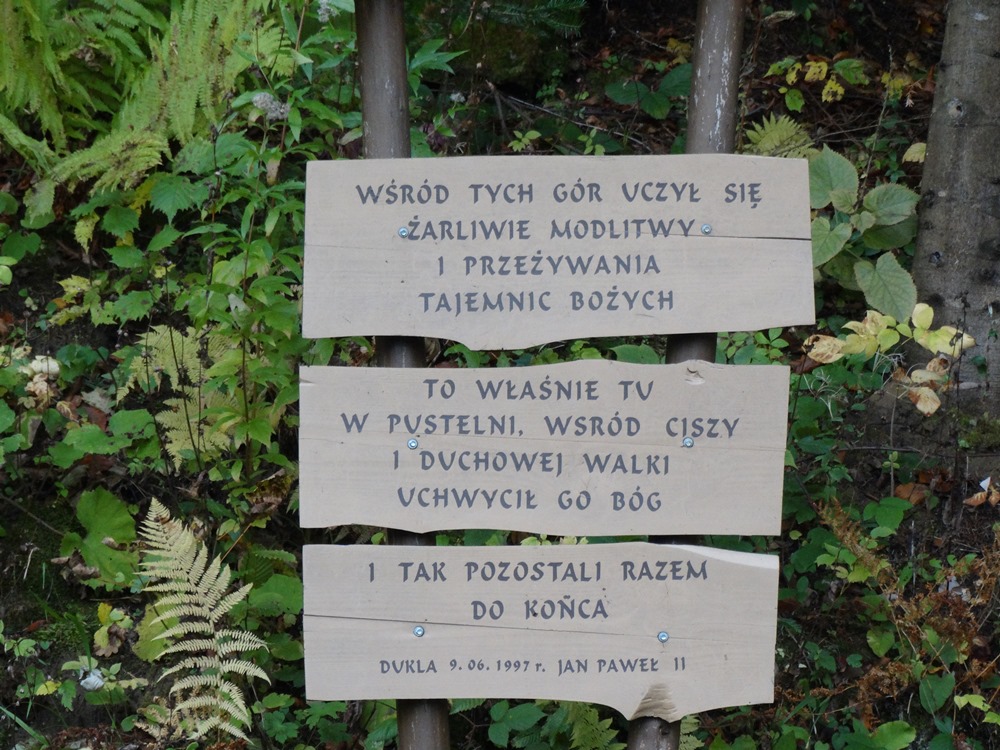 WŚRÓD TYCH GÓR UCZYŁ SIĘ
ŻARLIWIE MODLITWY
I PRZEŻYWANIA
TAJEMNIC BOŻYCH
TO WŁAŚNIE TU
W PUSTELNI, WSRÓD CISZY
I DUCHOWEJ WALKI
UCHWYCIŁ GO BÓG
I TAK POZOSTALI RAZEM
DO KOŃCA
DUKLA 9.06.1997 r. JAN PAWEŁ II